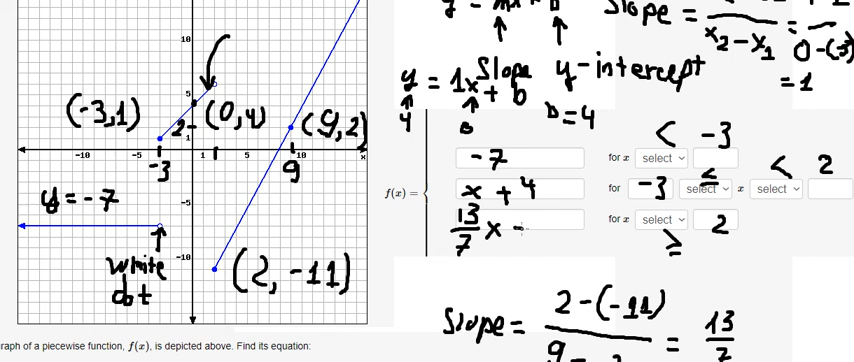 y = mx + b
Slope = 
x2 - x1
0-(-3)
= 1
10
Slope y-intercept
y = 1x + b
4
0
b = 4
5
(-3,1)
2
(0,4)
(9,2)
1
-10
-3
1
5
9
10
x
f(x) =
-7
for x
select
< -3
x + 4
for
-3
select
≤
x
select
< 2
13/7 x -
for x
select
≥
2
y = -7
-5
-10
white
dot
(2, -11)
Slope = 2-(-11)
9 -
= 13
7
raph of a piecewise function, f(x), is depicted above. Find its equation: